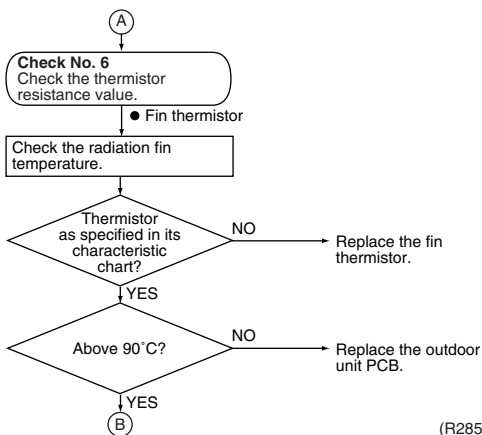 A
Check No. 6
Check the thermistor
resistance value.
● Fin thermistor
Check the radiation fin
temperature.
Thermistor
as specified in its
characteristic
chart?
NO
Replace the fin
thermistor.
YES
Above 90˚C?
NO
Replace the outdoor
unit PCB.
YES
B
(R285